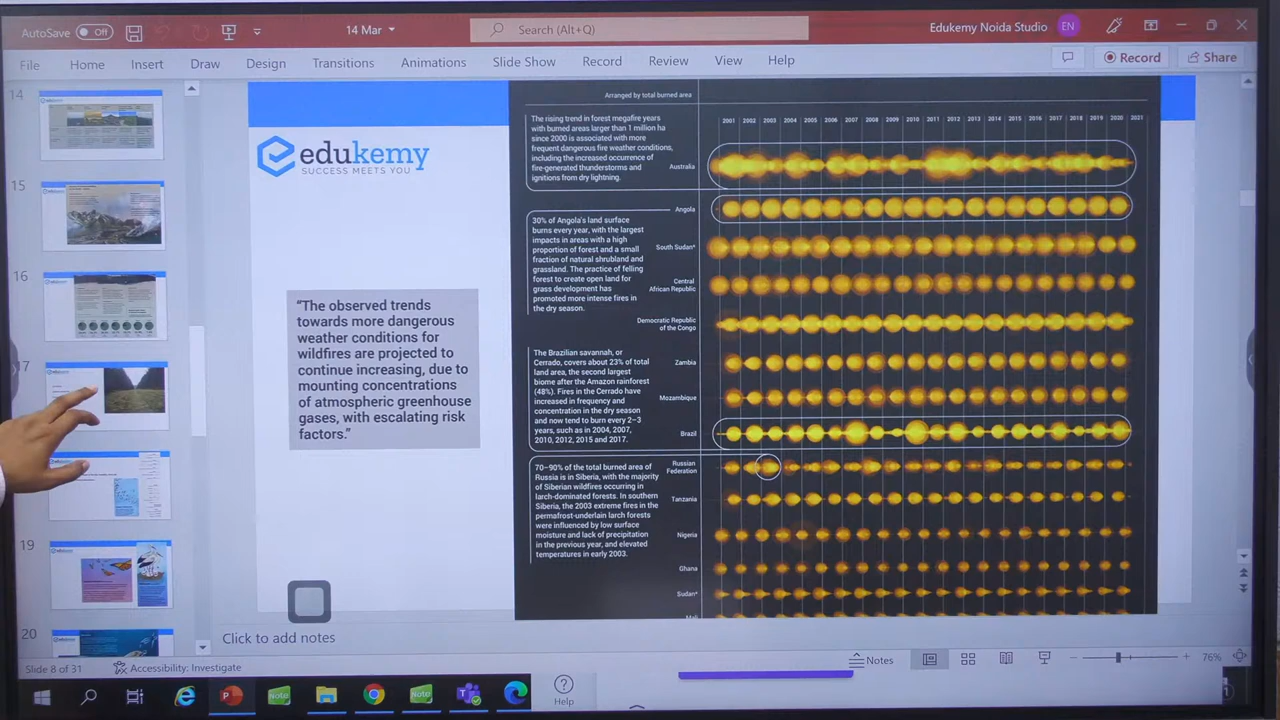 AutoSave
Off
14 Mar
Search (Alt+Q)
Edukemy Noida Studio
EN
File
Home
Insert
Draw
Design
Transitions
Animations
Slide Show
Record
Review
View
Help
Record
Share
14
15
16
17
19
20
edukemy
SUCCESS MEETS YOU
"The observed trends
towards more dangerous
weather conditions for
wildfires are projected to
continue increasing, due to
mounting concentrations
of atmospheric greenhouse
gases, with escalating risk
factors."
Arranged by total burned area
2001 2002 2003 2004 2005 2006 2007 2008 2009 2010 2011 2012 2013 2014 2015 2016 2017 2018 2019 2020 2021
The rising trend in forest megafire years
with burned areas larger than 1 million ha
since 2000 is associated with more
frequent dangerous fire weather conditions,
including the increased occurrence of
fire-generated thunderstorms and
ignitions from dry lightning.
Australia
Angola
30% of Angola's land surface
burns every year, with the largest
impacts in areas with a high
proportion of forest and a small
fraction of natural shrubland and
grassland. The practice of felling
forest to create open land for
grass development has
promoted more intense fires in
the dry season.
South Sudan*
Central
African Republic
Democratic Republic
of the Congo
The Brazilian savannah, or
Cerrado, covers about 23% of total
land area, the second largest
biome after the Amazon rainforest
(48%). Fires in the Cerrado have
increased in frequency and
concentration in the dry season
and now tend to burn every 2–3
years, such as in 2004, 2007,
2010, 2012, 2015 and 2017.
Zambia
Mozambique
Brazil
70–90% of the total burned area of
Russia is in Siberia, with the majority
of Siberian wildfires occurring in
larch-dominated forests. In southern
Siberia, the 2003 extreme fires in the
permafrost-underlain larch forests
were influenced by low surface
moisture and lack of precipitation
in the previous year, and elevated
temperatures in early 2003.
Russian
Federation
Tanzania
Nigeria
Ghana
Sudan*
Mali
Click to add notes
Slide 8 of 31
Accessibility: Investigate
Notes
76%
Note
Note
Help